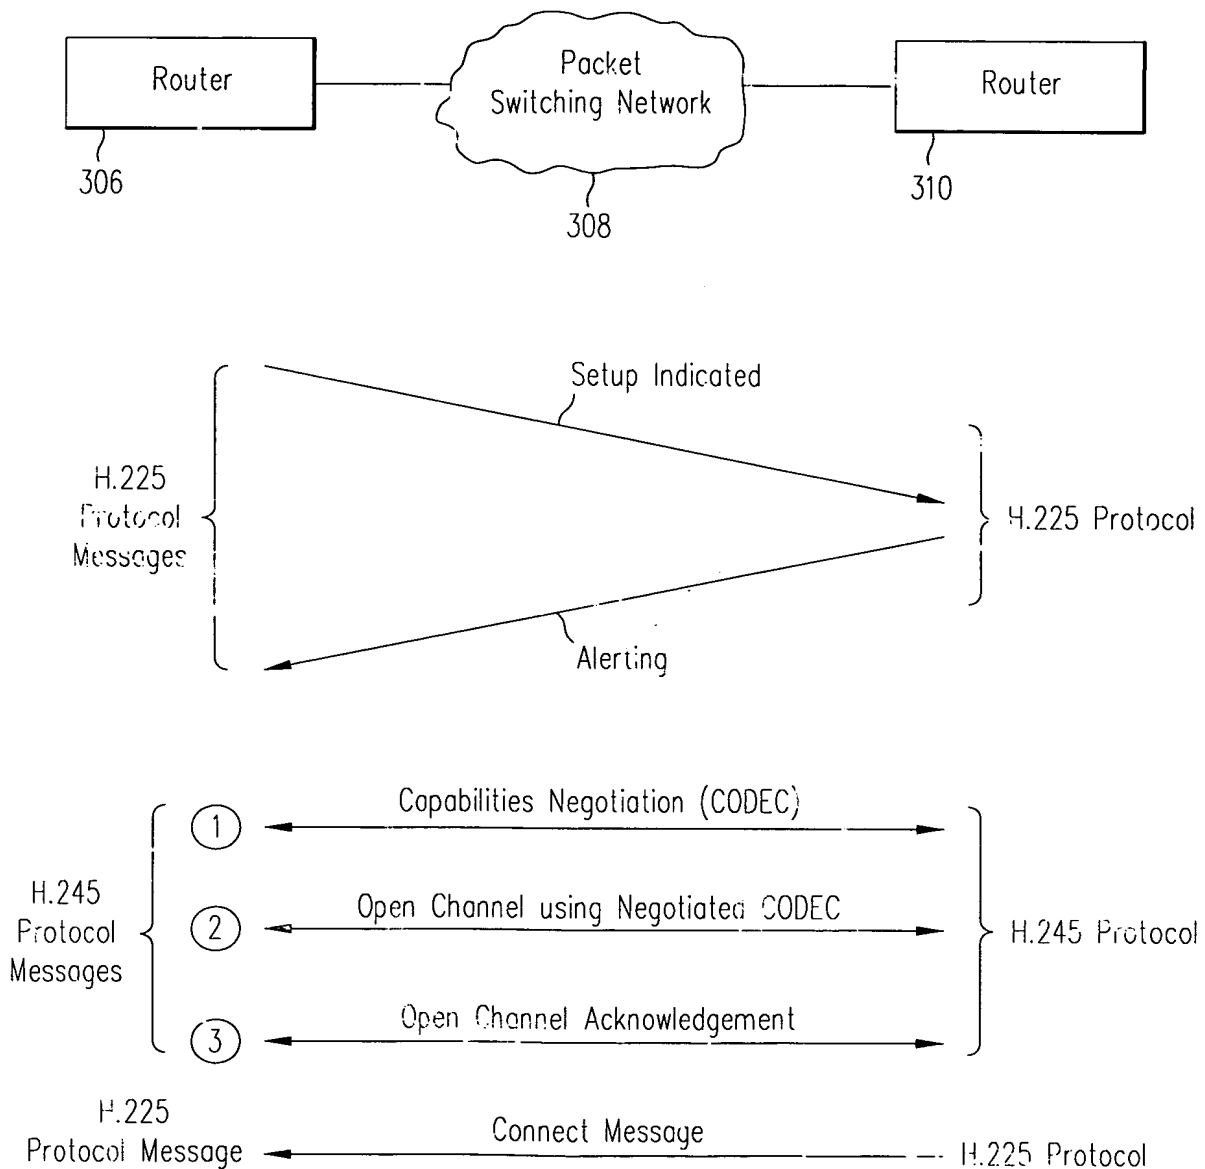 Router
Packet
Switching Network
Router
306
308
310
Setup Indicated
H.225
Protocol
Messages
H.225 Protocol
Alerting
Capabilities Negotiation (CODEC)
1
H.245
Protocol
Messages
Open Channel using Negotiated CODEC
2
H.245 Protocol
Open Channel Acknowledgement
3
H.225
Protocol Message
Connect Message
H.225 Protocol